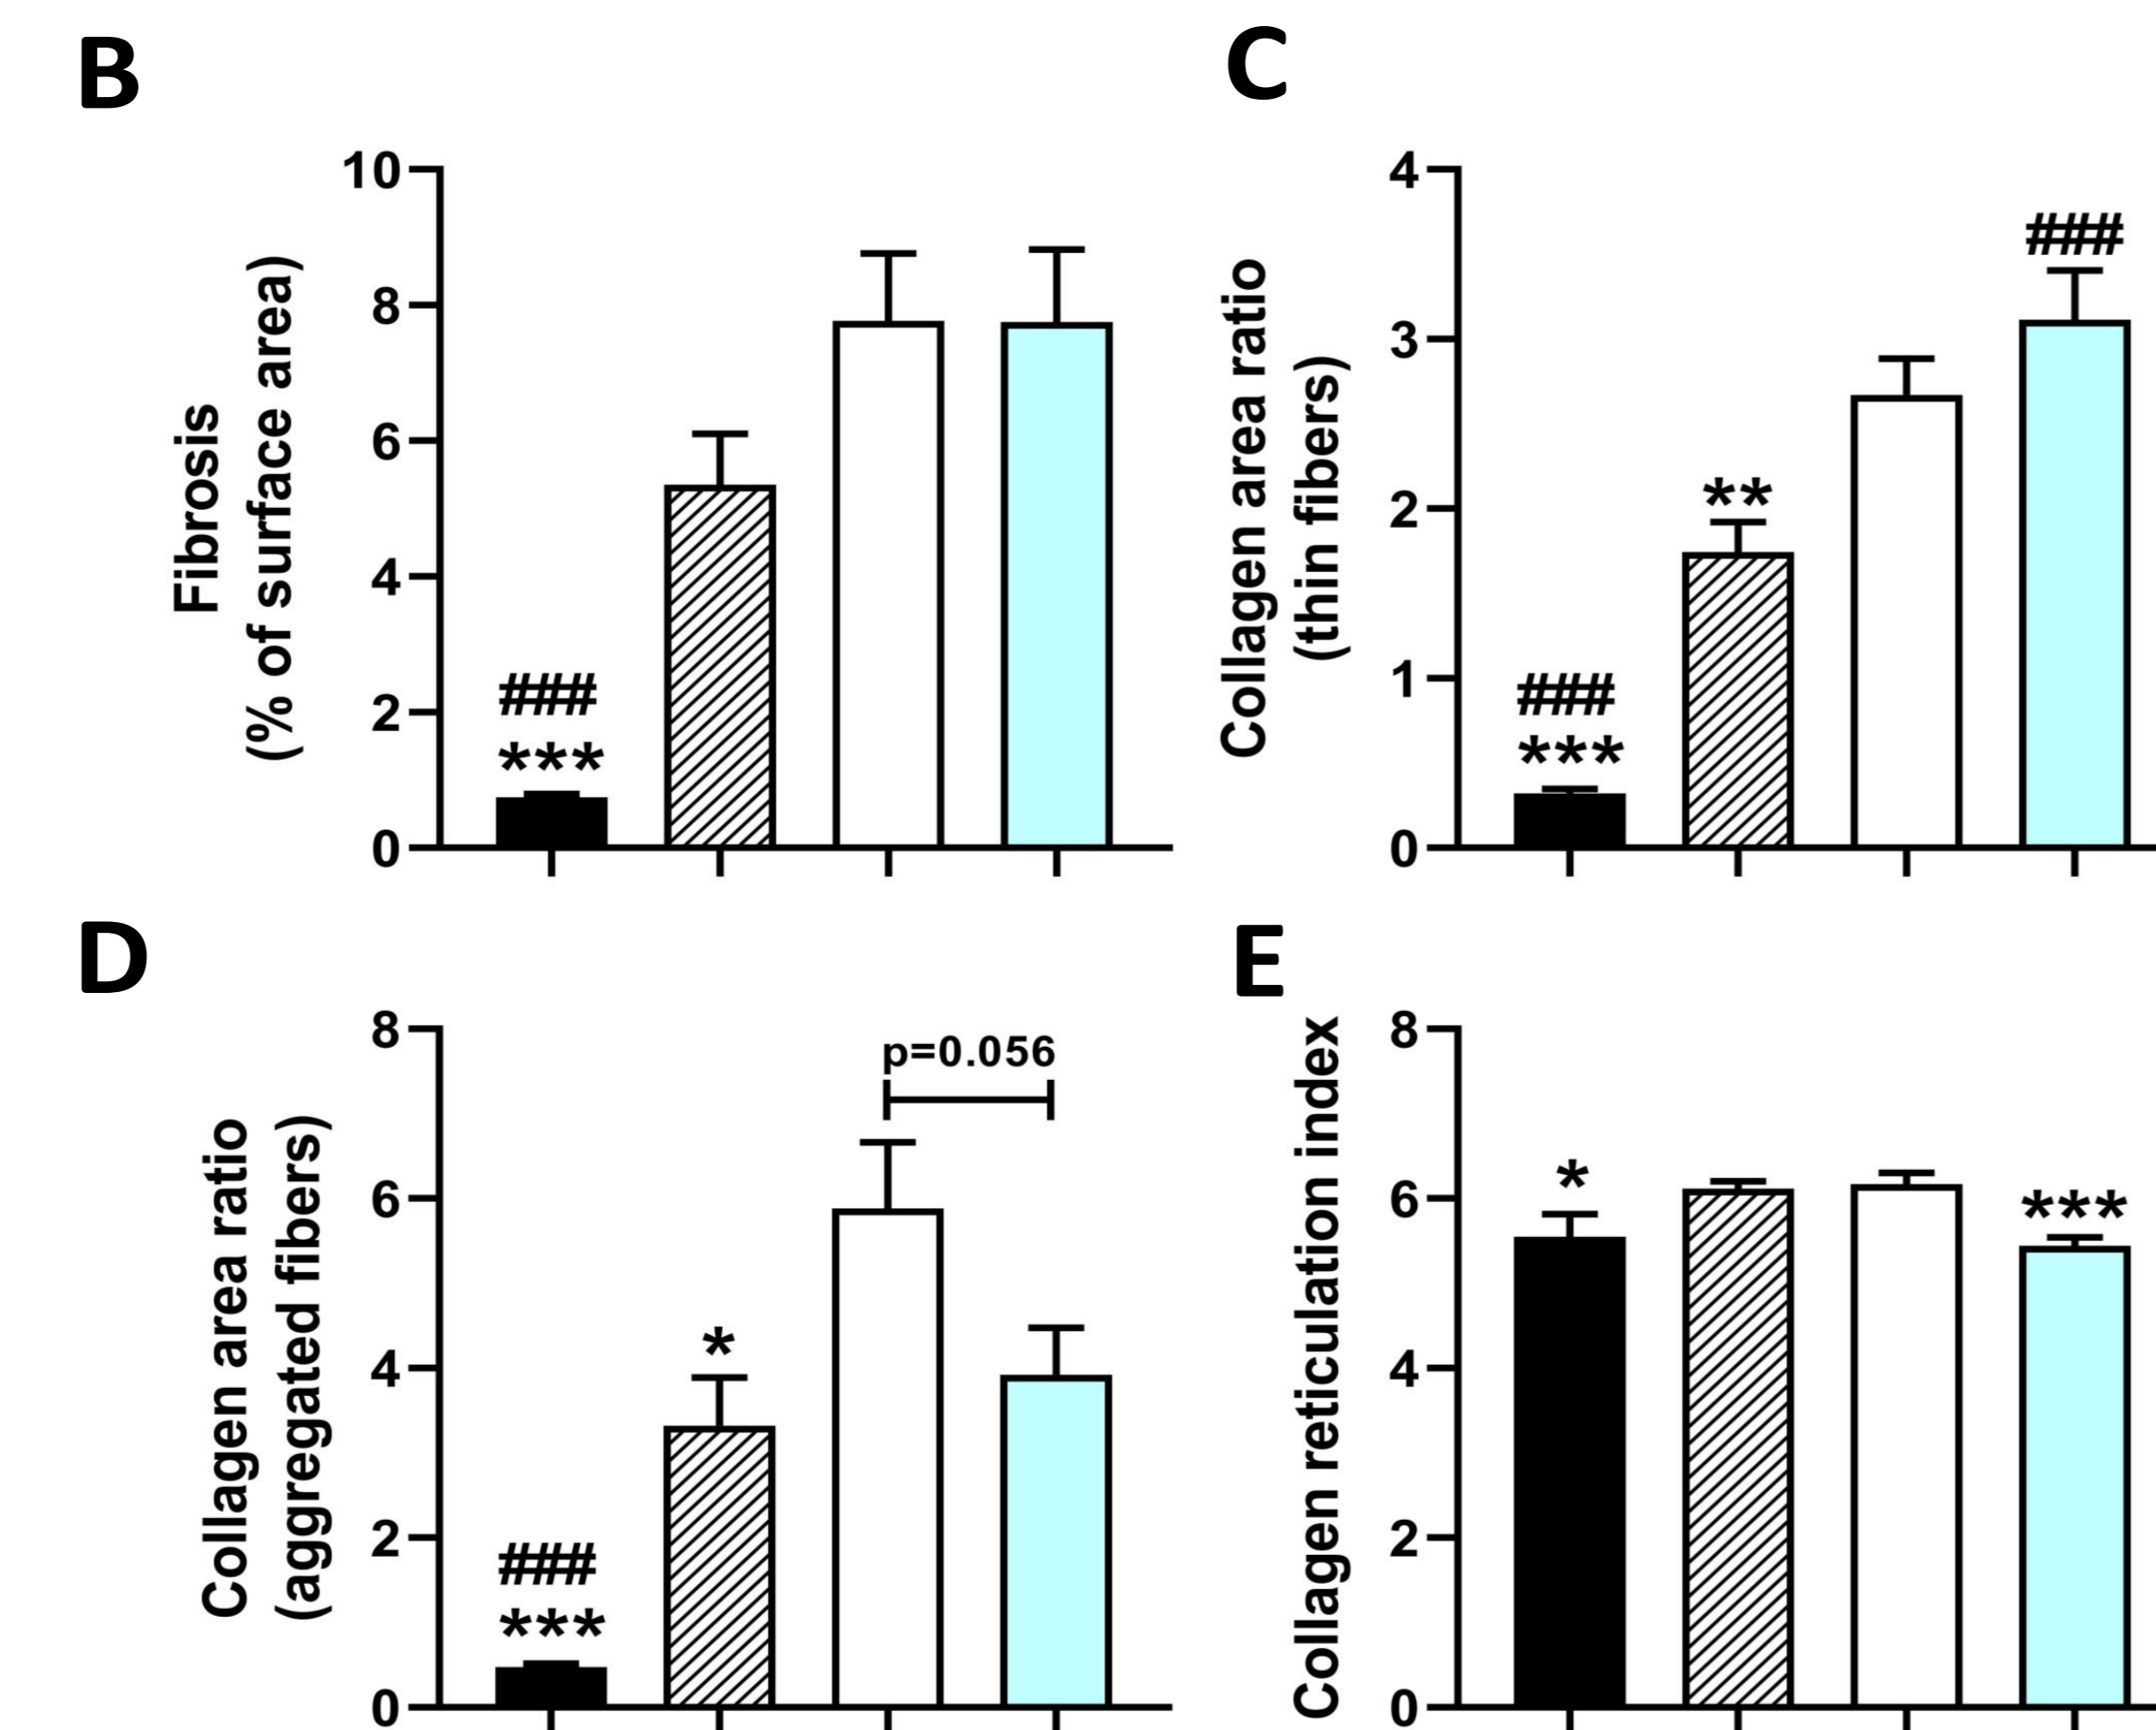 B
Fibrosis
(% of surface area)
10
8
6
4
2
0
###
***
C
Collagen area ratio
(thin fibers)
4
3
2
1
0
###
***
**
###
D
Collagen area ratio
(aggregated fibers)
8
6
4
2
0
###
***
*
p=0.056
E
Collagen reticulation index
8
6
4
2
0
*
***